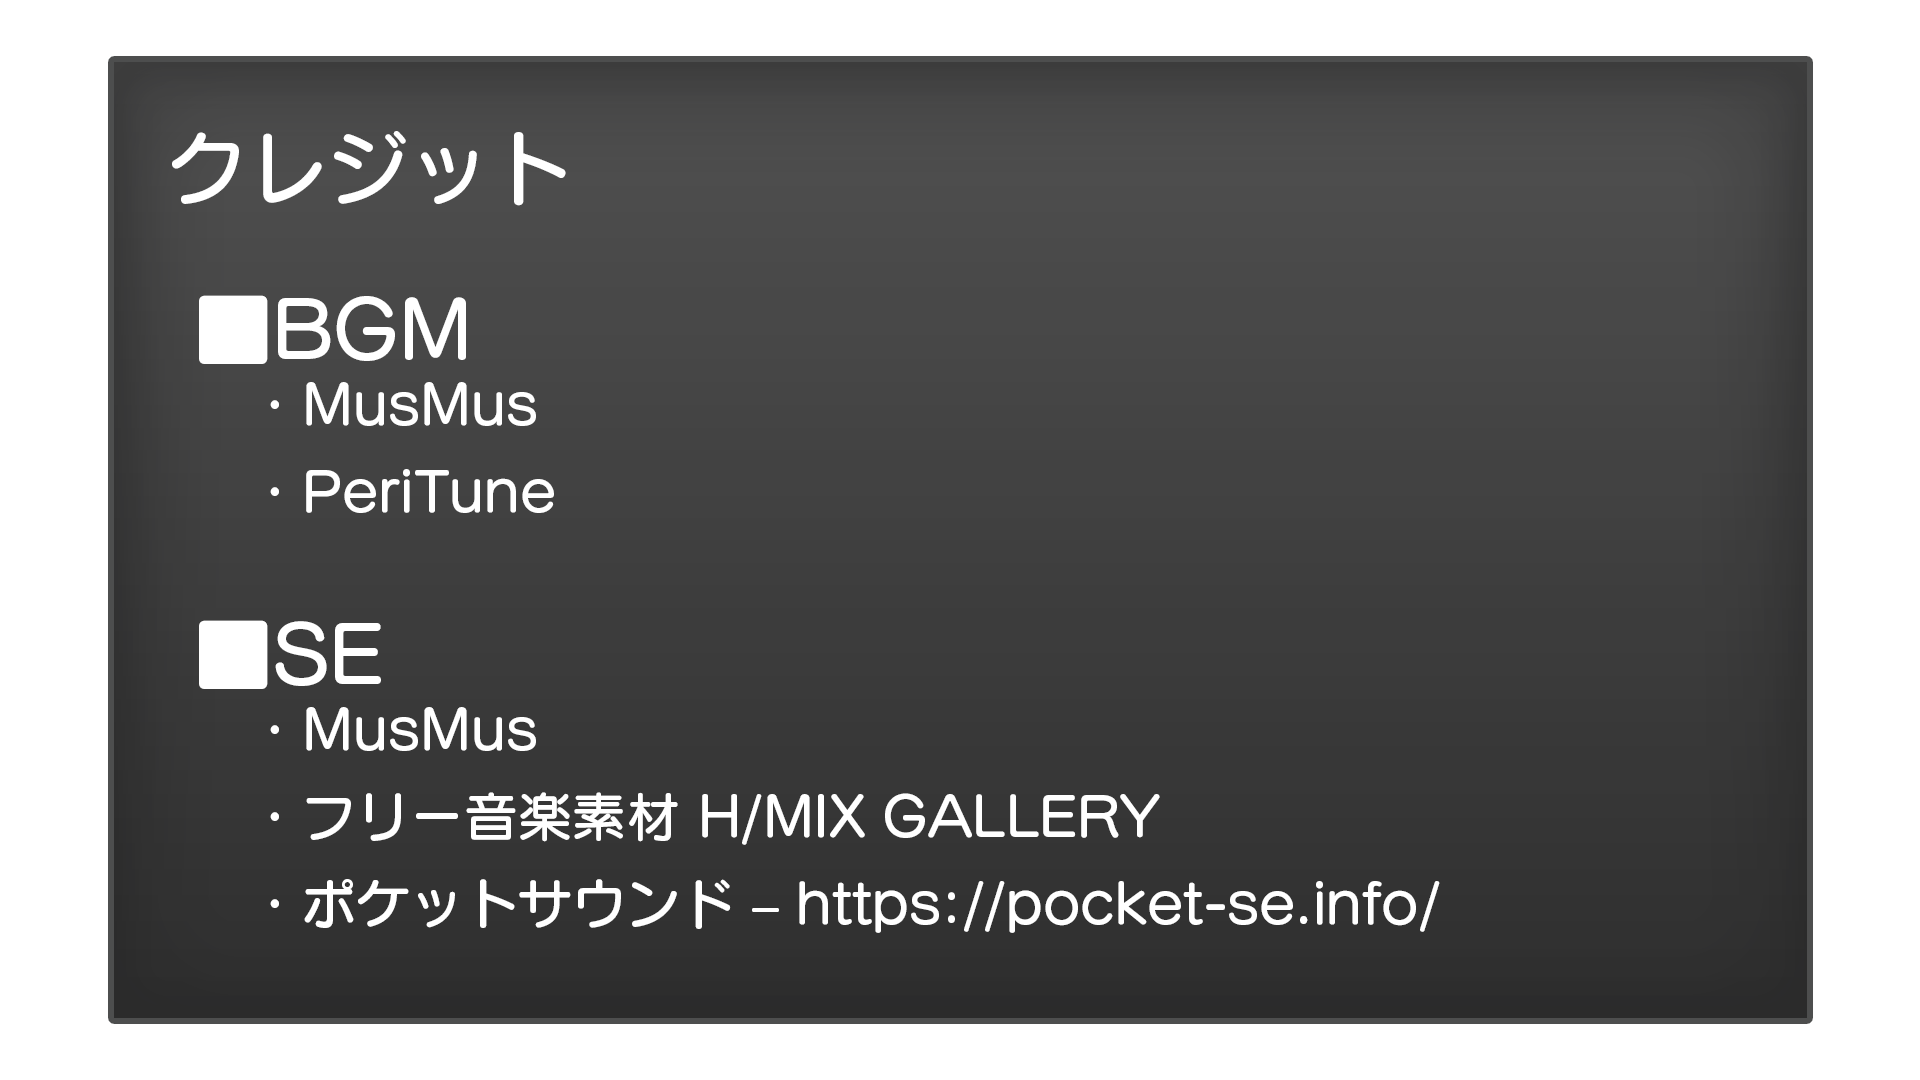 クレジット
■BGM
・MusMus
・PeriTune
■SE
・MusMus
・フリー音楽素材 H/MIX GALLERY
・ポケットサウンド – https://pocket-se.info/